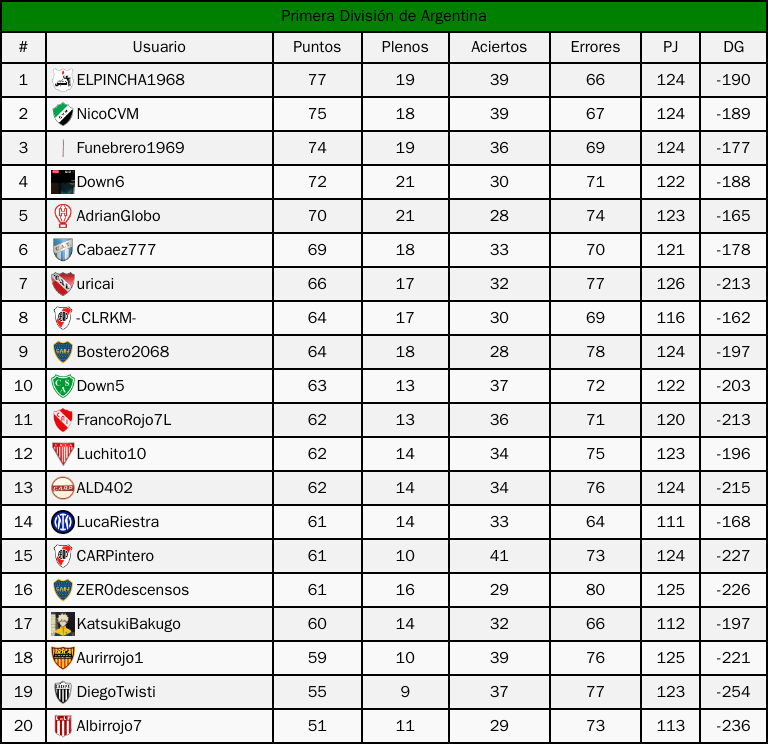 Primera División de Argentina
# Usuario Puntos Plenos Aciertos Errores PJ DG
1 ELPINCHA1968 77 19 39 66 124 -190
2 NicoCVM 75 18 39 67 124 -189
3 Funebrero1969 74 19 36 69 124 -177
4 Down6 72 21 30 71 122 -188
5 AdrianGlobo 70 21 28 74 123 -165
6 Cabaez777 69 18 33 70 121 -178
7 uricai 66 17 32 77 126 -213
8 -CLRKM- 64 17 30 69 116 -162
9 Bostero2068 64 18 28 78 124 -197
10 Down5 63 13 37 72 122 -203
11 FrancoRojo7L 62 13 36 71 120 -213
12 Luchito10 62 14 34 75 123 -196
13 ALD402 62 14 34 76 124 -215
14 LucaRiestra 61 14 33 64 111 -168
15 CARPintero 61 10 41 73 124 -227
16 ZER0descensos 61 16 29 80 125 -226
17 KatsukiBakugo 60 14 32 66 112 -197
18 Aurirrojo1 59 10 39 76 125 -221
19 DiegoTwisti 55 9 37 77 123 -254
20 Albirrojo7 51 11 29 73 113 -236